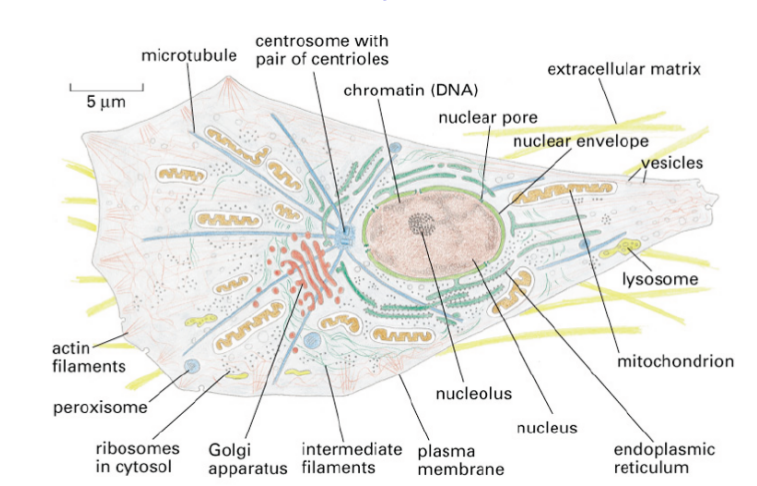 centrosome with
pair of centrioles
microtubule
extracellular matrix
5 μm
chromatin (DNA)
nuclear pore
nuclear envelope
vesicles
lysosome
actin
filaments
mitochondrion
peroxisome
nucleolus
nucleus
ribosomes
in cytosol
Golgi
apparatus
intermediate
filaments
plasma
membrane
endoplasmic
reticulum